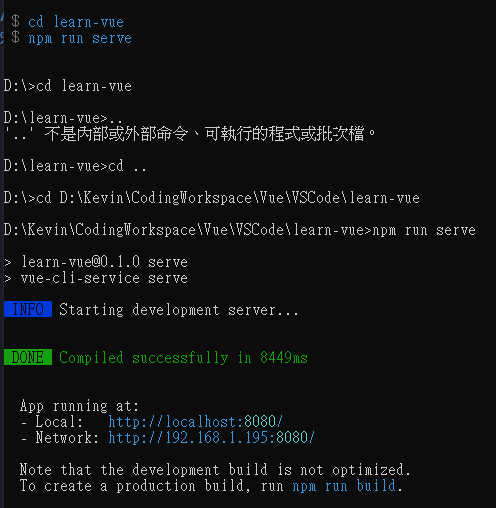 $ cd learn-vue
$ npm run serve
D:\>cd learn-vue
D:\learn-vue>..
'..' 不是內部或外部命令、可執行的程式或批次檔。
D:\learn-vue>cd ..
D:\>cd D:\Kevin\CodingWorkspace\Vue\VSCode\learn-vue
D:\Kevin\CodingWorkspace\Vue\VSCode\learn-vue>npm run serve
> learn-vue@0.1.0 serve
> vue-cli-service serve
INFO Starting development server...
DONE Compiled successfully in 8449ms
App running at:
- Local: http://localhost:8080/
- Network: http://192.168.1.195:8080/
Note that the development build is not optimized.
To create a production build, run npm run build.